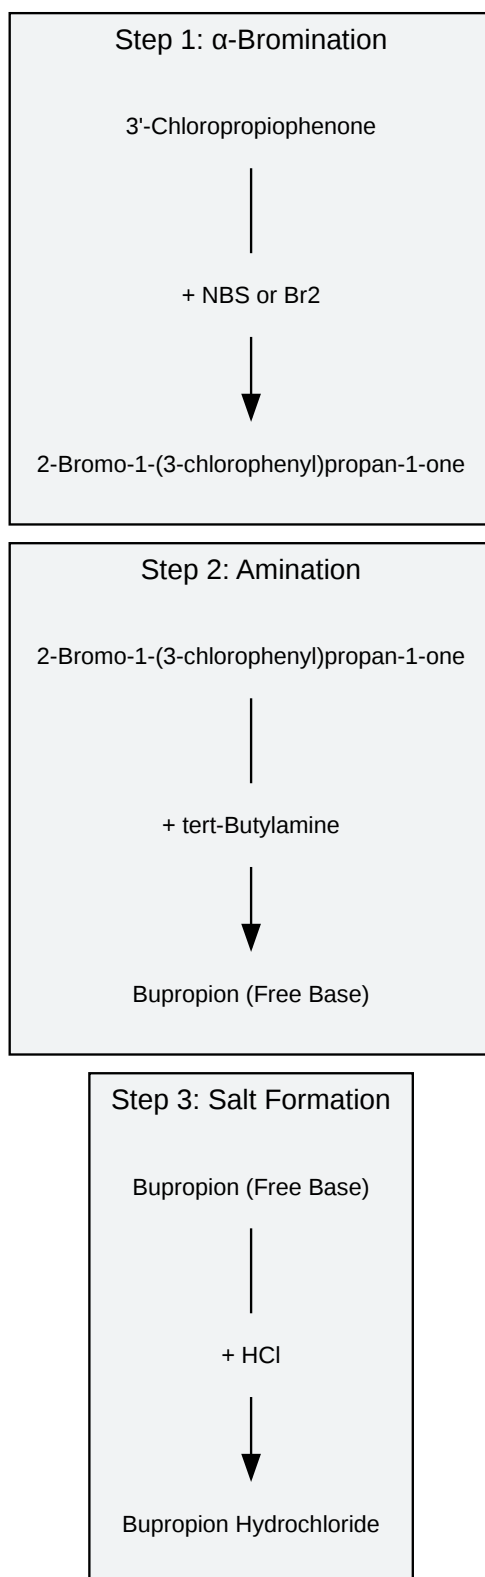 Step 1: α-Bromination
3'-Chloropropiophenone
+ NBS or Br2
2-Bromo-1-(3-chlorophenyl)propan-1-one
Step 2: Amination
2-Bromo-1-(3-chlorophenyl)propan-1-one
+ tert-Butylamine
Bupropion (Free Base)
Step 3: Salt Formation
Bupropion (Free Base)
+ HCl
Bupropion Hydrochloride